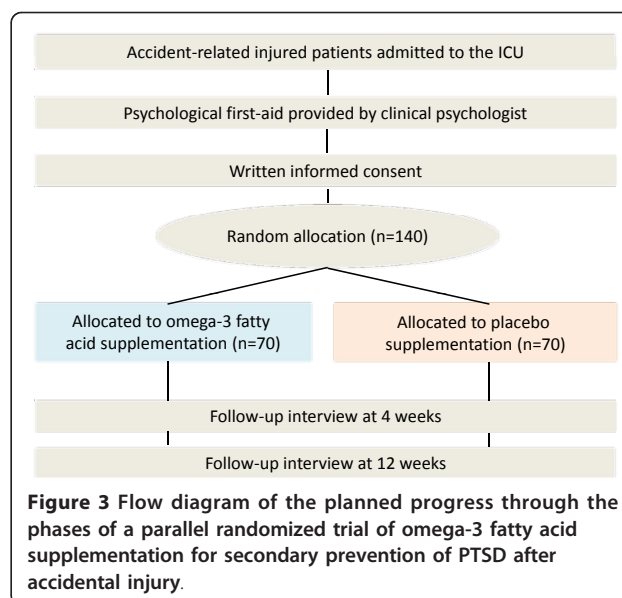 Accident-related injured patients admitted to the ICU
Psychological first-aid provided by clinical psychologist
Written informed consent
Random allocation (n=140)
Allocated to omega-3 fatty
acid supplementation (n=70)
Allocated to placebo
supplementation (n=70)
Follow-up interview at 4 weeks
Follow-up interview at 12 weeks
Figure 3 Flow diagram of the planned progress through the
phases of a parallel randomized trial of omega-3 fatty acid
supplementation for secondary prevention of PTSD after
accidental injury.